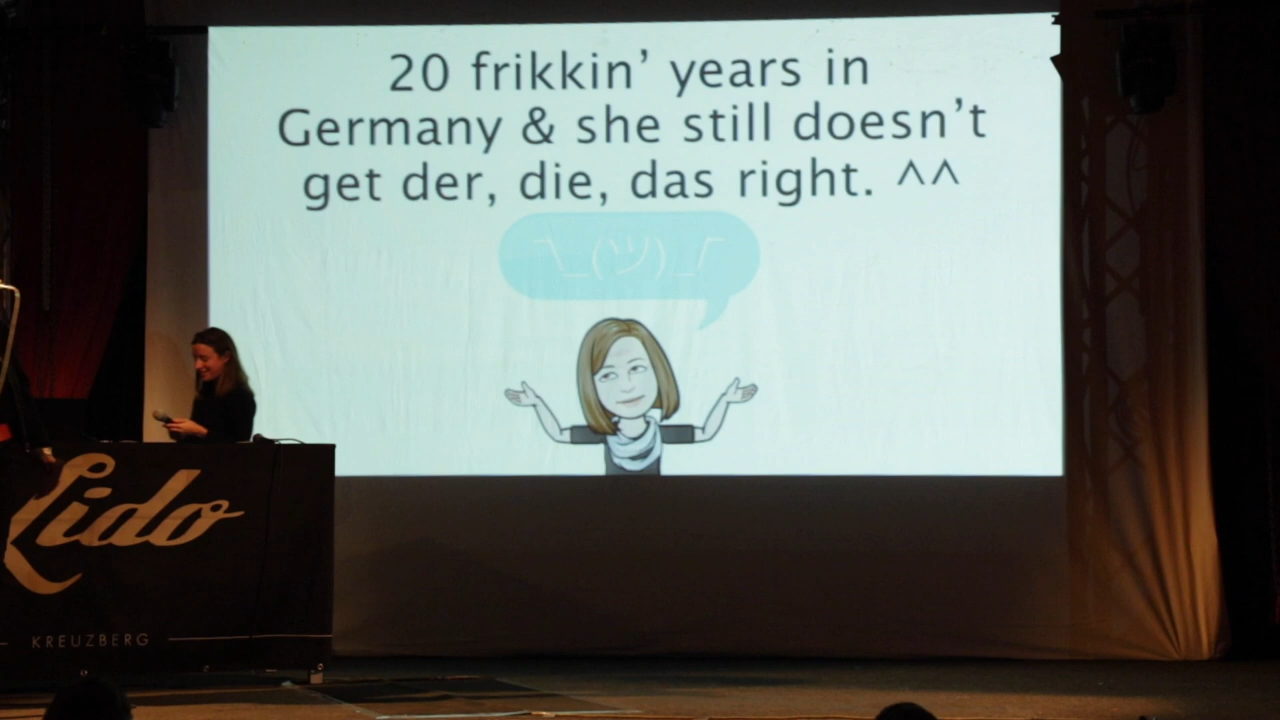 20 frikkin' years in
Germany & she still doesn't
get der, die, das right. ^^
¯\_(ツ)_/¯
Lido
KREUZBERG